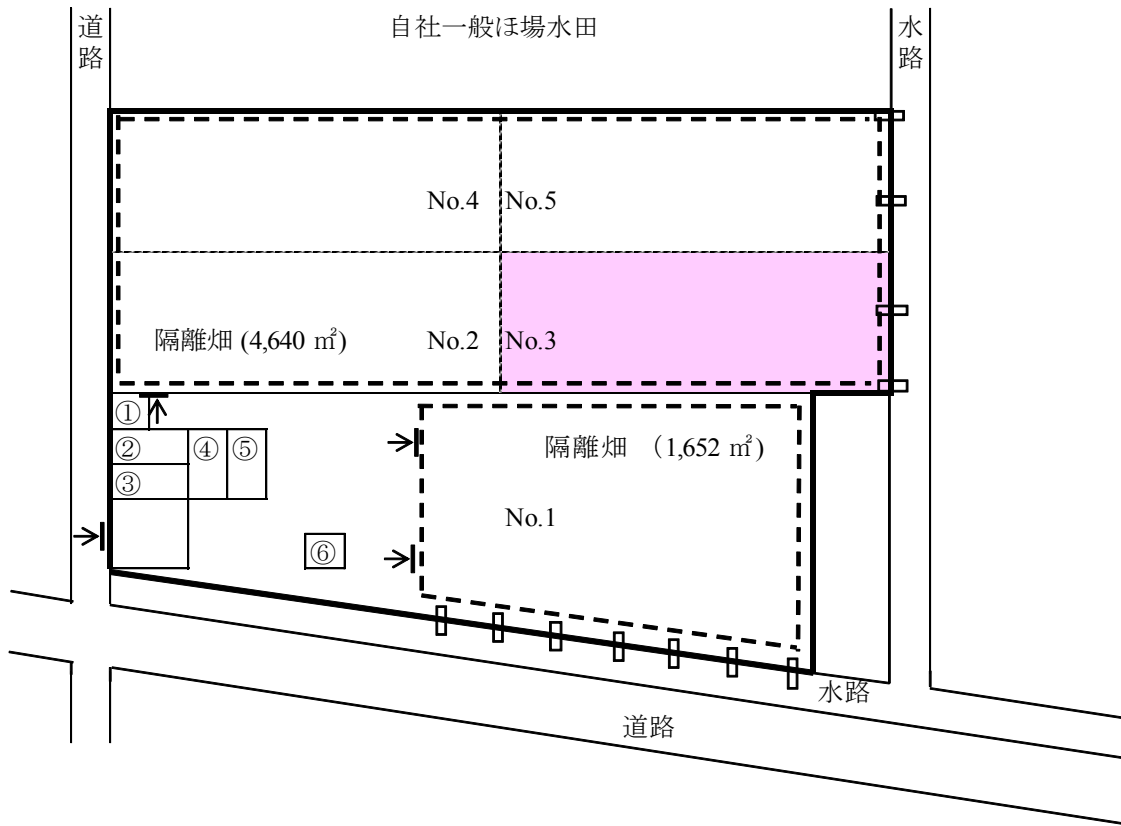 道路
自社一般ほ場水田
水路
No.4
No.5
隔離畑 (4,640 ㎡)
No.2
No.3
①
②
③
④
⑤
隔離畑 (1,652 ㎡)
No.1
⑥
水路
道路